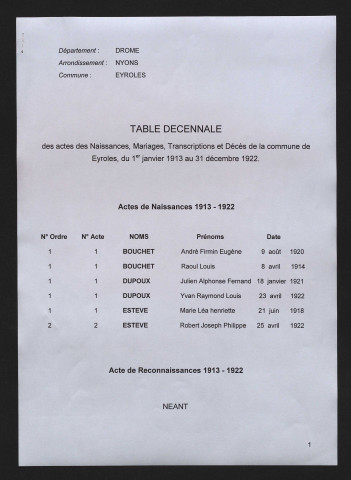 Département : DROME
Arrondissement : NYONS
Commune : EYROLES
TABLE DECENNALE
des actes des Naissances, Mariages, Transcriptions et Décès de la commune de
Eyroles, du 1er janvier 1913 au 31 décembre 1922.
Actes de Naissances 1913 - 1922
N° Ordre N° Acte NOMS Prénoms Date
1 1 BOUCHET André Firmin Eugène 9 août 1920
1 1 BOUCHET Raoul Louis 8 avril 1914
1 1 DUPOUX Julien Alphonse Fernand 18 janvier 1921
1 1 DUPOUX Yvan Raymond Louis 23 avril 1922
1 1 ESTEVE Marie Léa henriette 21 juin 1918
2 2 ESTEVE Robert Joseph Philippe 25 avril 1922
Acte de Reconnaissances 1913 - 1922
NEANT
1